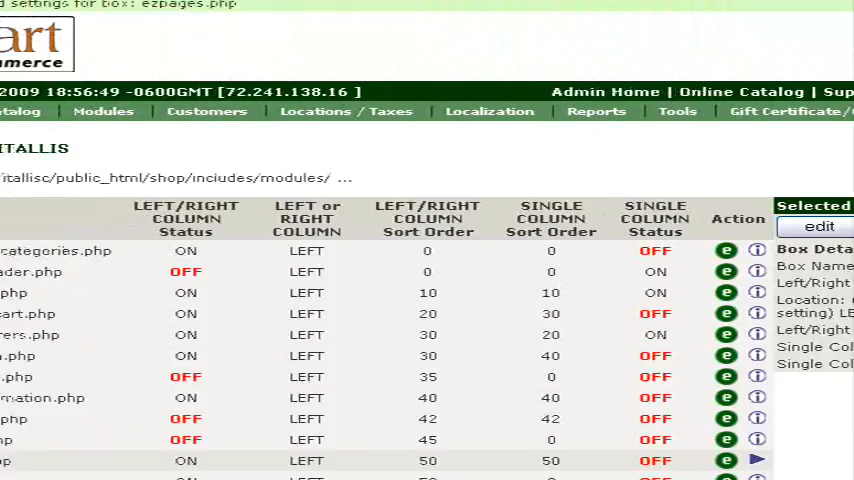 d settings for box: ezpages.php
art
merce
2009 18:56:49 -0600GMT [72.241.138.16 ] Admin Home | Online Catalog | Sup
talog Modules Customers Locations / Taxes Localization Reports Tools Gift Certificate/
ITALLIS
itallisc/public_html/shop/includes/modules/ ...
LEFT/RIGHT COLUMN Status LEFT or RIGHT COLUMN LEFT/RIGHT COLUMN Sort Order SINGLE COLUMN Sort Order SINGLE COLUMN Status Action Selected
edit
categories.php ON LEFT 0 0 OFF e i Box Deta
ader.php OFF LEFT 0 0 ON e i Box Name
php ON LEFT 10 10 ON e i Left/Right
cart.php ON LEFT 20 30 OFF e i Location:
setting) LE
rers.php ON LEFT 30 20 ON e i Left/Right
.php ON LEFT 30 40 OFF e i Single Col
.php OFF LEFT 35 0 OFF e i Single Col
mation.php ON LEFT 40 40 OFF e i
php OFF LEFT 42 42 OFF e i
hp OFF LEFT 45 0 OFF e i
p ON LEFT 50 50 OFF e